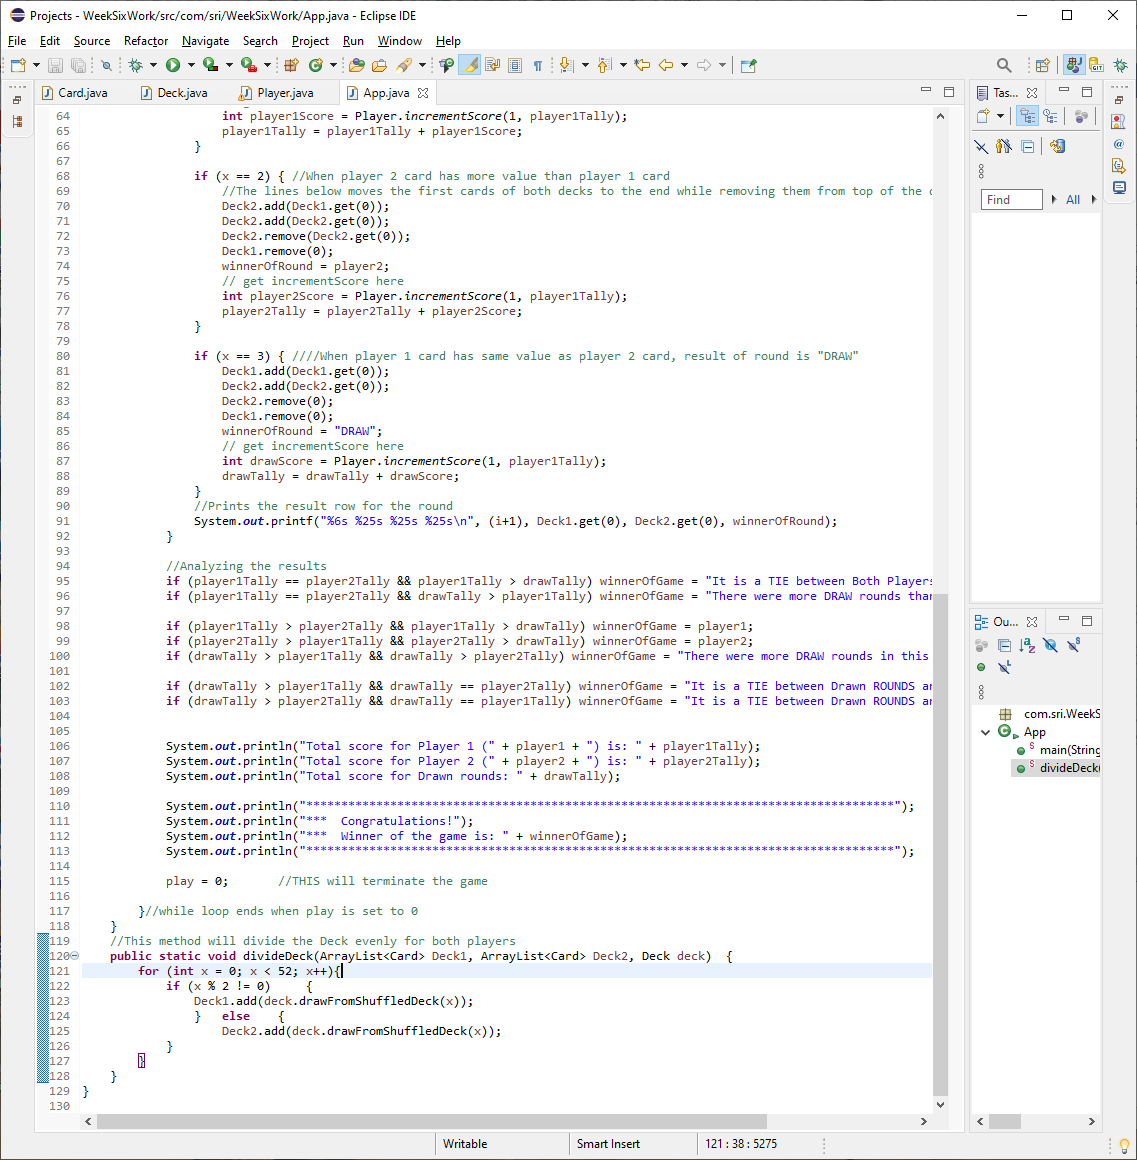 Projects - WeekSixWork/src/com/sri/WeekSixWork/App.java - Eclipse IDE
File Edit Source Refactor Navigate Search Project Run Window Help
Card.java Deck.java Player.java App.java
64 int player1Score = Player.incrementScore(1, player1Tally);
65 player1Tally = player1Tally + player1Score;
66 }
67
68 if (x == 2) { //When player 2 card has more value than player 1 card
69 //The lines below moves the first cards of both decks to the end while removing them from top of the
70 Deck2.add(Deck1.get(0));
71 Deck2.add(Deck2.get(0));
72 Deck2.remove(Deck2.get(0));
73 Deck1.remove(0);
74 winnerOfRound = player2;
75 // get incrementScore here
76 int player2Score = Player.incrementScore(1, player1Tally);
77 player2Tally = player2Tally + player2Score;
78 }
79
80 if (x == 3) { ////When player 1 card has same value as player 2 card, result of round is "DRAW"
81 Deck1.add(Deck1.get(0));
82 Deck2.add(Deck2.get(0));
83 Deck2.remove(0);
84 Deck1.remove(0);
85 winnerOfRound = "DRAW";
86 // get incrementScore here
87 int drawScore = Player.incrementScore(1, player1Tally);
88 drawTally = drawTally + drawScore;
89 }
90 //Prints the result row for the round
91 System.out.printf("%6s %25s %25s %25s\n", (i+1), Deck1.get(0), Deck2.get(0), winnerOfRound);
92 }
93
94 //Analyzing the results
95 if (player1Tally == player2Tally && player1Tally > drawTally) winnerOfGame = "It is a TIE between Both Players
96 if (player1Tally == player2Tally && drawTally > player1Tally) winnerOfGame = "There were more DRAW rounds than
97
98 if (player1Tally > player2Tally && player1Tally > drawTally) winnerOfGame = player1;
99 if (player2Tally > player1Tally && player2Tally > drawTally) winnerOfGame = player2;
100 if (drawTally > player1Tally && drawTally > player2Tally) winnerOfGame = "There were more DRAW rounds in this
101
102 if (drawTally > player1Tally && drawTally == player2Tally) winnerOfGame = "It is a TIE between Drawn ROUNDS an
103 if (drawTally > player2Tally && drawTally == player1Tally) winnerOfGame = "It is a TIE between Drawn ROUNDS an
104
105
106 System.out.println("Total score for Player 1 (" + player1 + ") is: " + player1Tally);
107 System.out.println("Total score for Player 2 (" + player2 + ") is: " + player2Tally);
108 System.out.println("Total score for Drawn rounds: " + drawTally);
109
110 System.out.println("************************************************************************************");
111 System.out.println("*** Congratulations!");
112 System.out.println("*** Winner of the game is: " + winnerOfGame);
113 System.out.println("************************************************************************************");
114
115 play = 0; //THIS will terminate the game
116
117 }//while loop ends when play is set to 0
118 }
119 //This method will divide the Deck evenly for both players
120 public static void divideDeck(ArrayList<Card> Deck1, ArrayList<Card> Deck2, Deck deck) {
121 for (int x = 0; x < 52; x++){
122 if (x % 2 != 0) {
123 Deck1.add(deck.drawFromShuffledDeck(x));
124 } else {
125 Deck2.add(deck.drawFromShuffledDeck(x));
126 }
127 }
128 }
129 }
130
Tas...
Find All
Ou...
com.sri.WeekS
App
main(String
divideDeck(
Writable Smart Insert 121 : 38 : 5275